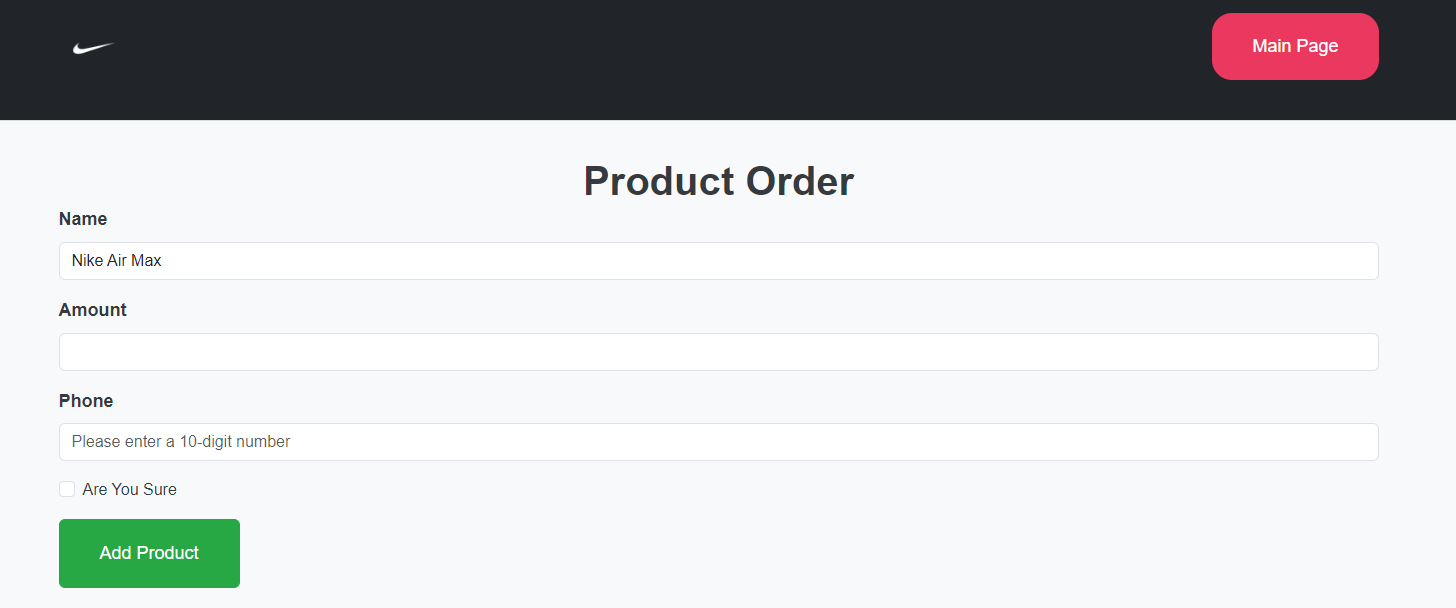 Main Page
Product Order
Name
Nike Air Max
Amount
Phone
Please enter a 10-digit number
Are You Sure
Add Product